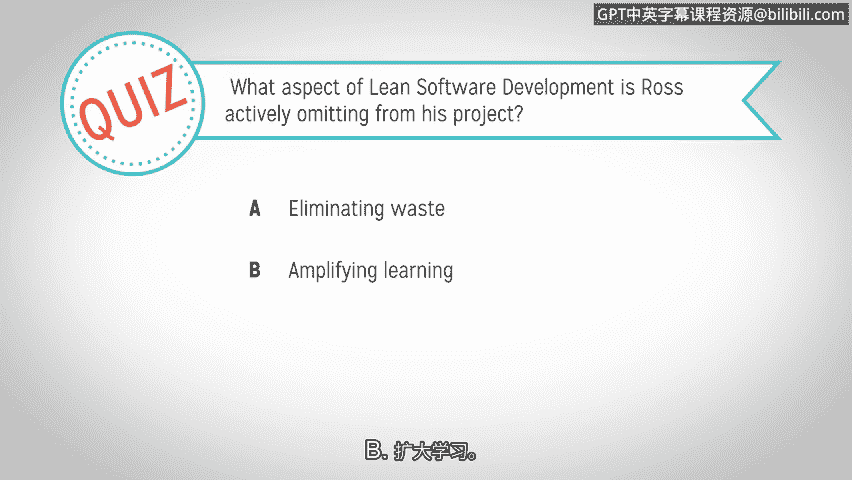 GPT中英字幕课程资源@bilibili.com
QUIZ
What aspect of Lean Software Development is Ross
actively omitting from his project?
A Eliminating waste
B Amplifying learning
B. 扩大学习。